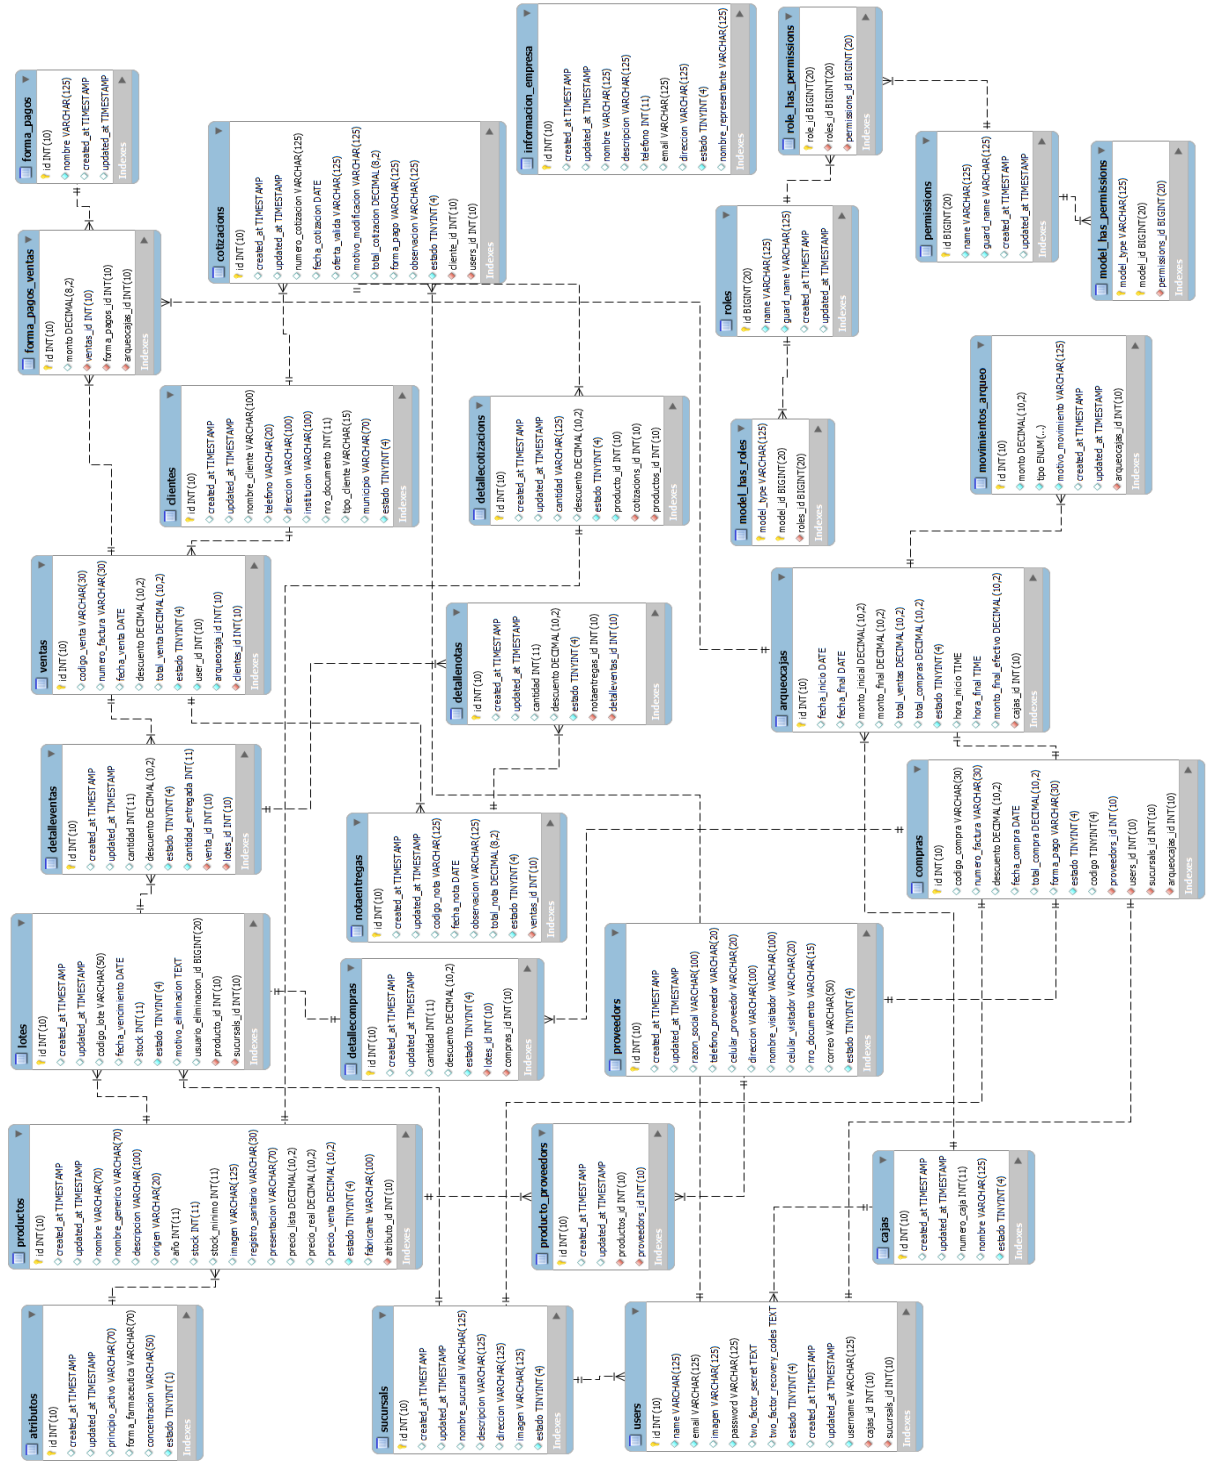 atributos
id INT(10)
created_at TIMESTAMP
updated_at TIMESTAMP
principio_activo VARCHAR(70)
forma_farmaceutica VARCHAR(70)
concentracion VARCHAR(50)
estado TINYINT(1)
Indexes
productos
id INT(10)
created_at TIMESTAMP
updated_at TIMESTAMP
nombre VARCHAR(70)
nombre_generico VARCHAR(70)
descripcion VARCHAR(100)
origen VARCHAR(20)
año INT(11)
stock INT(11)
stock_minimo INT(11)
imagen VARCHAR(125)
registro_sanitario VARCHAR(30)
presentacion VARCHAR(70)
precio_lista DECIMAL(10,2)
precio_real DECIMAL(10,2)
precio_venta DECIMAL(10,2)
estado TINYINT(4)
fabricante VARCHAR(100)
atributo_id INT(10)
Indexes
lotes
id INT(10)
created_at TIMESTAMP
updated_at TIMESTAMP
codigo_lote VARCHAR(50)
fecha_vencimiento DATE
stock INT(11)
estado TINYINT(4)
motivo_eliminacion TEXT
usuario_eliminacion_id BIGINT(20)
producto_id INT(10)
sucursals_id INT(10)
Indexes
detalleventas
id INT(10)
created_at TIMESTAMP
updated_at TIMESTAMP
cantidad INT(11)
descuento DECIMAL(10,2)
estado TINYINT(4)
cantidad_entregada INT(11)
venta_id INT(10)
lotes_id INT(10)
Indexes
ventas
id INT(10)
codigo_venta VARCHAR(30)
numero_factura VARCHAR(30)
fecha_venta DATE
descuento DECIMAL(10,2)
total_venta DECIMAL(10,2)
estado TINYINT(4)
user_id INT(10)
arqueocaja_id INT(10)
clientes_id INT(10)
Indexes
forma_pagos_ventas
id INT(10)
monto DECIMAL(8,2)
ventas_id INT(10)
forma_pagos_id INT(10)
arqueocajas_id INT(10)
Indexes
forma_pagos
id INT(10)
nombre VARCHAR(125)
created_at TIMESTAMP
updated_at TIMESTAMP
Indexes
clientes
id INT(10)
created_at TIMESTAMP
updated_at TIMESTAMP
nombre_cliente VARCHAR(100)
telefono VARCHAR(20)
direccion VARCHAR(100)
institucion VARCHAR(100)
nro_documento INT(11)
tipo_cliente VARCHAR(15)
municipio VARCHAR(70)
estado TINYINT(4)
Indexes
cotizacions
id INT(10)
created_at TIMESTAMP
updated_at TIMESTAMP
numero_cotizacion VARCHAR(125)
fecha_cotizacion DATE
oferta_valida VARCHAR(125)
motivo_modificacion VARCHAR(125)
total_cotizacion DECIMAL(8,2)
forma_pago VARCHAR(125)
observacion VARCHAR(125)
estado TINYINT(4)
cliente_id INT(10)
users_id INT(10)
Indexes
sucursals
id INT(10)
created_at TIMESTAMP
updated_at TIMESTAMP
nombre_sucursal VARCHAR(125)
descripcion VARCHAR(125)
direccion VARCHAR(125)
imagen VARCHAR(125)
estado TINYINT(4)
Indexes
detallecompras
id INT(10)
created_at TIMESTAMP
updated_at TIMESTAMP
cantidad INT(11)
descuento DECIMAL(10,2)
estado TINYINT(4)
lotes_id INT(10)
compras_id INT(10)
Indexes
notaentregas
id INT(10)
created_at TIMESTAMP
updated_at TIMESTAMP
codigo_nota VARCHAR(125)
fecha_nota DATE
observacion VARCHAR(125)
total_nota DECIMAL(8,2)
estado TINYINT(4)
ventas_id INT(10)
Indexes
detallenotas
id INT(10)
created_at TIMESTAMP
updated_at TIMESTAMP
cantidad INT(11)
descuento DECIMAL(10,2)
estado TINYINT(4)
notaentregas_id INT(10)
detalleventas_id INT(10)
Indexes
detallecotizacions
id INT(10)
created_at TIMESTAMP
updated_at TIMESTAMP
cantidad VARCHAR(125)
descuento DECIMAL(10,2)
estado TINYINT(4)
producto_id INT(10)
cotizacions_id INT(10)
productos_id INT(10)
Indexes
informacion_empresa
id INT(10)
created_at TIMESTAMP
updated_at TIMESTAMP
nombre VARCHAR(125)
descripcion VARCHAR(125)
telefono INT(11)
email VARCHAR(125)
direccion VARCHAR(125)
estado TINYINT(4)
nombre_representante VARCHAR(125)
Indexes
producto_proveedors
id INT(10)
created_at TIMESTAMP
updated_at TIMESTAMP
productos_id INT(10)
proveedors_id INT(10)
Indexes
users
id INT(10)
name VARCHAR(125)
email VARCHAR(125)
imagen VARCHAR(125)
password VARCHAR(125)
two_factor_secret TEXT
two_factor_recovery_codes TEXT
estado TINYINT(4)
created_at TIMESTAMP
updated_at TIMESTAMP
username VARCHAR(125)
cajas_id INT(10)
sucursals_id INT(10)
Indexes
proveedors
id INT(10)
created_at TIMESTAMP
updated_at TIMESTAMP
razon_social VARCHAR(100)
telefono_proveedor VARCHAR(20)
celular_proveedor VARCHAR(20)
direccion VARCHAR(100)
nombre_visitador VARCHAR(100)
celular_visitador VARCHAR(20)
nro_documento VARCHAR(15)
correo VARCHAR(50)
estado TINYINT(4)
Indexes
cajas
id INT(10)
created_at TIMESTAMP
updated_at TIMESTAMP
numero_caja INT(11)
nombre VARCHAR(125)
estado TINYINT(4)
Indexes
compras
id INT(10)
codigo_compra VARCHAR(30)
numero_factura VARCHAR(30)
descuento DECIMAL(10,2)
fecha_compra DATE
total_compra DECIMAL(10,2)
forma_pago VARCHAR(30)
estado TINYINT(4)
codigo TINYINT(4)
proveedors_id INT(10)
users_id INT(10)
sucursals_id INT(10)
arqueocajas_id INT(10)
Indexes
arqueocajas
id INT(10)
fecha_inicio DATE
fecha_final DATE
monto_inicial DECIMAL(10,2)
monto_final DECIMAL(10,2)
total_ventas DECIMAL(10,2)
total_compras DECIMAL(10,2)
estado TINYINT(4)
hora_inicio TIME
hora_final TIME
monto_final_efectivo DECIMAL(10,2)
cajas_id INT(10)
Indexes
movimientos_arqueo
id INT(10)
monto DECIMAL(10,2)
tipo ENUM(...)
motivo_movimiento VARCHAR(125)
created_at TIMESTAMP
updated_at TIMESTAMP
arqueocajas_id INT(10)
Indexes
model_has_roles
model_type VARCHAR(125)
model_id BIGINT(20)
roles_id BIGINT(20)
Indexes
roles
id BIGINT(20)
name VARCHAR(125)
guard_name VARCHAR(125)
created_at TIMESTAMP
updated_at TIMESTAMP
Indexes
role_has_permissions
role_id BIGINT(20)
roles_id BIGINT(20)
permissions_id BIGINT(20)
Indexes
permissions
id BIGINT(20)
name VARCHAR(125)
guard_name VARCHAR(125)
created_at TIMESTAMP
updated_at TIMESTAMP
Indexes
model_has_permissions
model_type VARCHAR(125)
model_id BIGINT(20)
permissions_id BIGINT(20)
Indexes